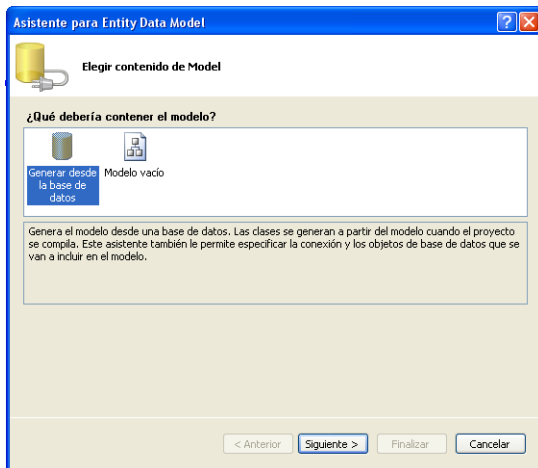 Asistente para Entity Data Model
Elegir contenido de Model
¿Qué debería contener el modelo?
Generar desde
la base de
datos
Modelo vacío
Genera el modelo desde una base de datos. Las clases se generan a partir del modelo cuando el proyecto
se compila. Este asistente también le permite especificar la conexión y los objetos de base de datos que se
van a incluir en el modelo.
< Anterior
Siguiente >
Finalizar
Cancelar